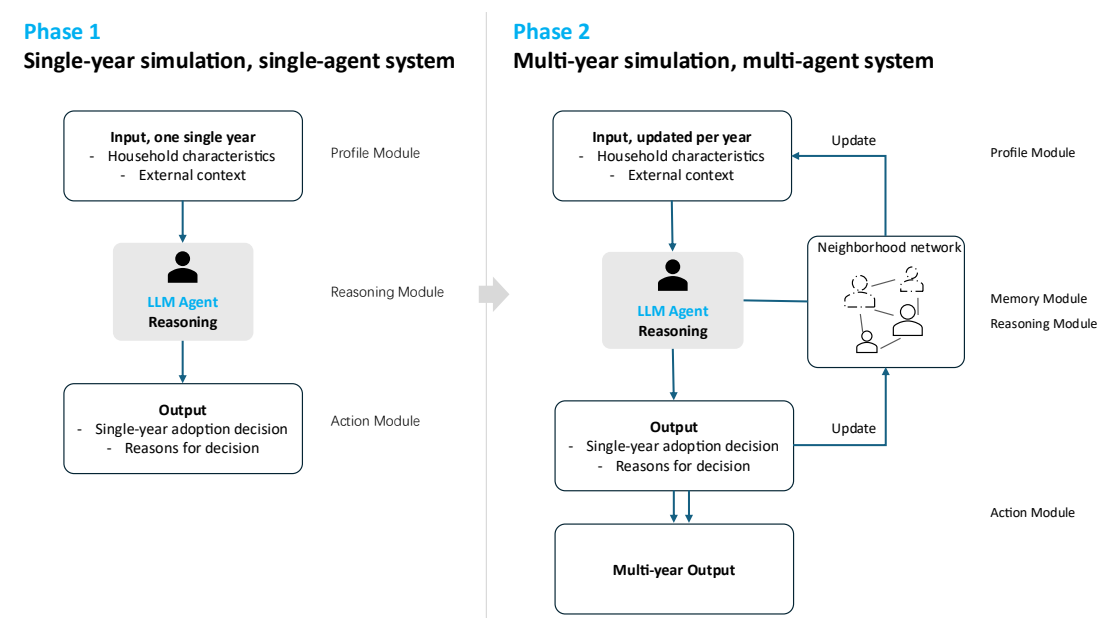 Phase 1
Single-year simulation, single-agent system
Input, one single year
- Household characteristics
- External context
Profile Module
LLM Agent
Reasoning
Reasoning Module
Output
- Single-year adoption decision
- Reasons for decision
Action Module
Phase 2
Multi-year simulation, multi-agent system
Input, updated per year
- Household characteristics
- External context
Update
Profile Module
Neighborhood network
LLM Agent
Reasoning
Memory Module
Reasoning Module
Output
- Single-year adoption decision
- Reasons for decision
Update
Action Module
Multi-year Output